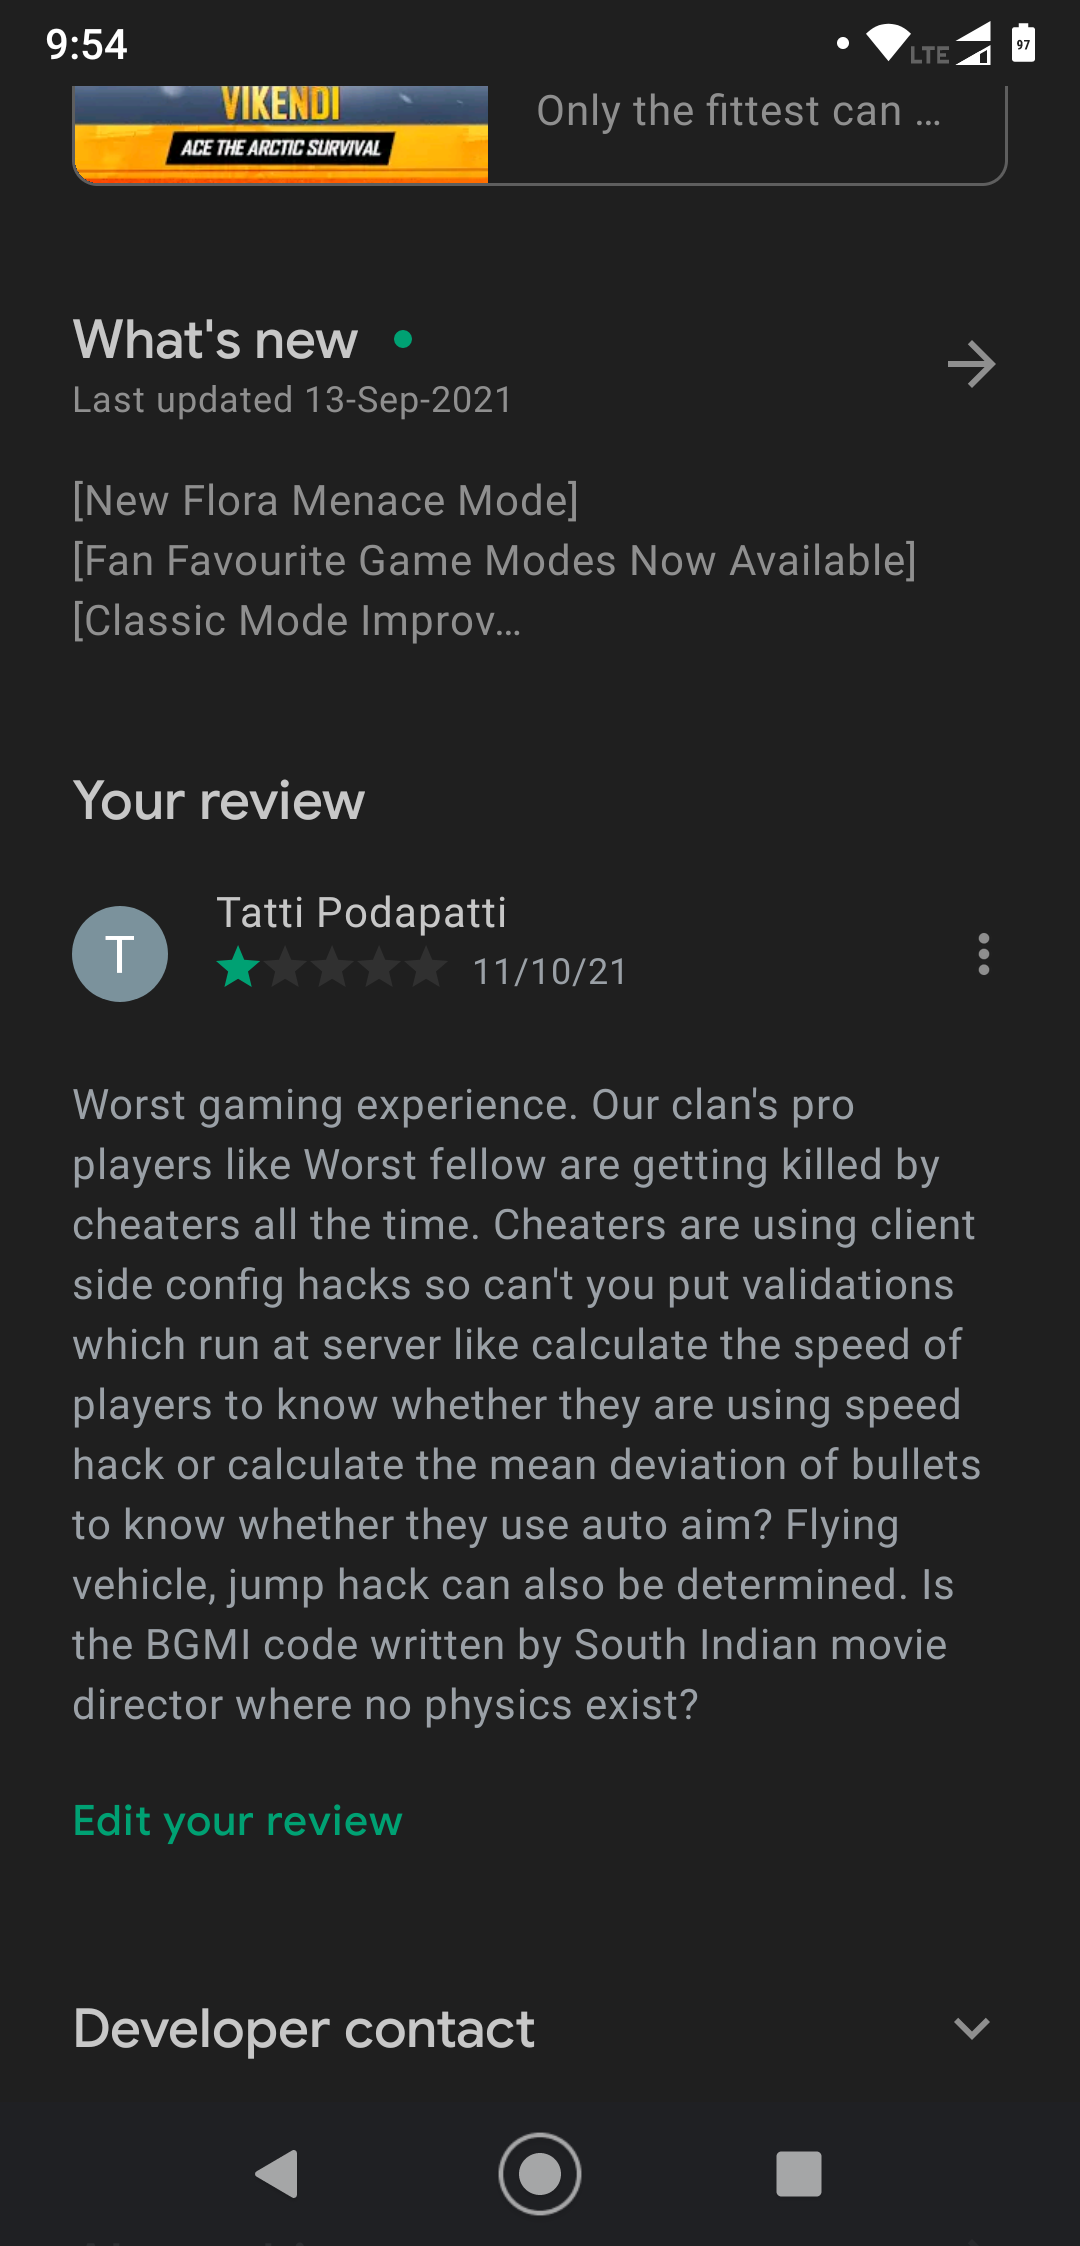 9:54
LTE
97
VIKENDI
ACE THE ARCTIC SURVIVAL
Only the fittest can ...
What's new
Last updated 13-Sep-2021
[New Flora Menace Mode]
[Fan Favourite Game Modes Now Available]
[Classic Mode Improv...
Your review
T
Tatti Podapatti
11/10/21
Worst gaming experience. Our clan's pro
players like Worst fellow are getting killed by
cheaters all the time. Cheaters are using client
side config hacks so can't you put validations
which run at server like calculate the speed of
players to know whether they are using speed
hack or calculate the mean deviation of bullets
to know whether they use auto aim? Flying
vehicle, jump hack can also be determined. Is
the BGMI code written by South Indian movie
director where no physics exist?
Edit your review
Developer contact